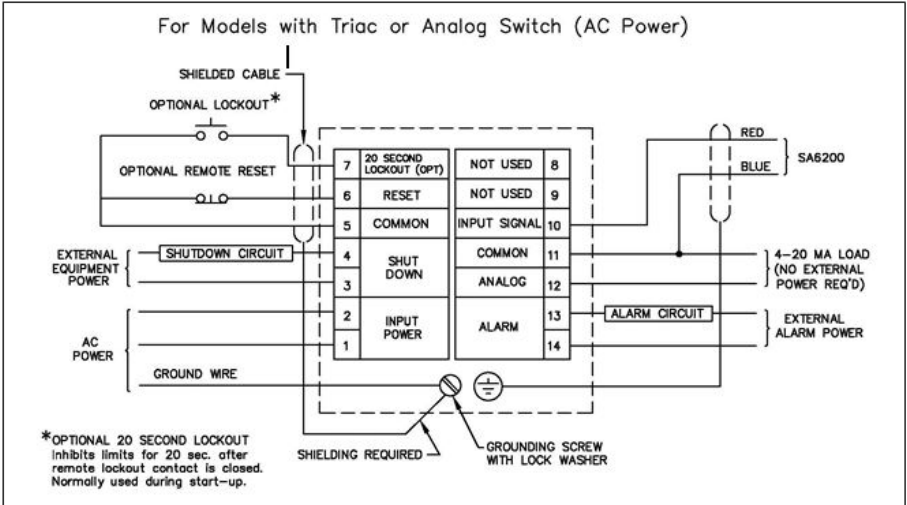 For Models with Triac or Analog Switch (AC Power)
SHIELDED CABLE
OPTIONAL LOCKOUT*
OPTIONAL REMOTE RESET
7
20 SECOND
LOCKOUT (OPT)
6
RESET
5
COMMON
4
SHUT
DOWN
3
2
INPUT
POWER
1
NOT USED
8
NOT USED
9
INPUT SIGNAL
10
COMMON
11
ANALOG
12
ALARM
13
14
RED
BLUE
SA6200
EXTERNAL
EQUIPMENT
POWER
SHUTDOWN CIRCUIT
AC
POWER
GROUND WIRE
4-20 MA LOAD
(NO EXTERNAL
POWER REQ'D)
ALARM CIRCUIT
EXTERNAL
ALARM POWER
*OPTIONAL 20 SECOND LOCKOUT
Inhibits limits for 20 sec. after
remote lockout contact is closed.
Normally used during start-up.
SHIELDING REQUIRED
GROUNDING SCREW
WITH LOCK WASHER